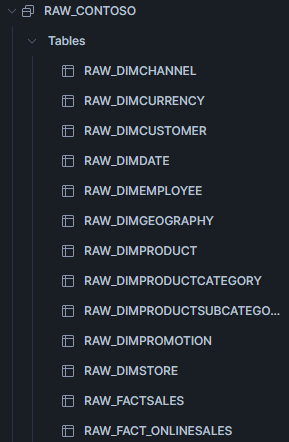 RAW_CONTOSO
Tables
RAW_DIMCHANNEL
RAW_DIMCURRENCY
RAW_DIMCUSTOMER
RAW_DIMDATE
RAW_DIMEMPLOYEE
RAW_DIMGEOGRAPHY
RAW_DIMPRODUCT
RAW_DIMPRODUCTCATEGORY
RAW_DIMPRODUCTSUBCATEGO...
RAW_DIMPROMOTION
RAW_DIMSTORE
RAW_FACTSALES
RAW_FACT_ONLINESALES